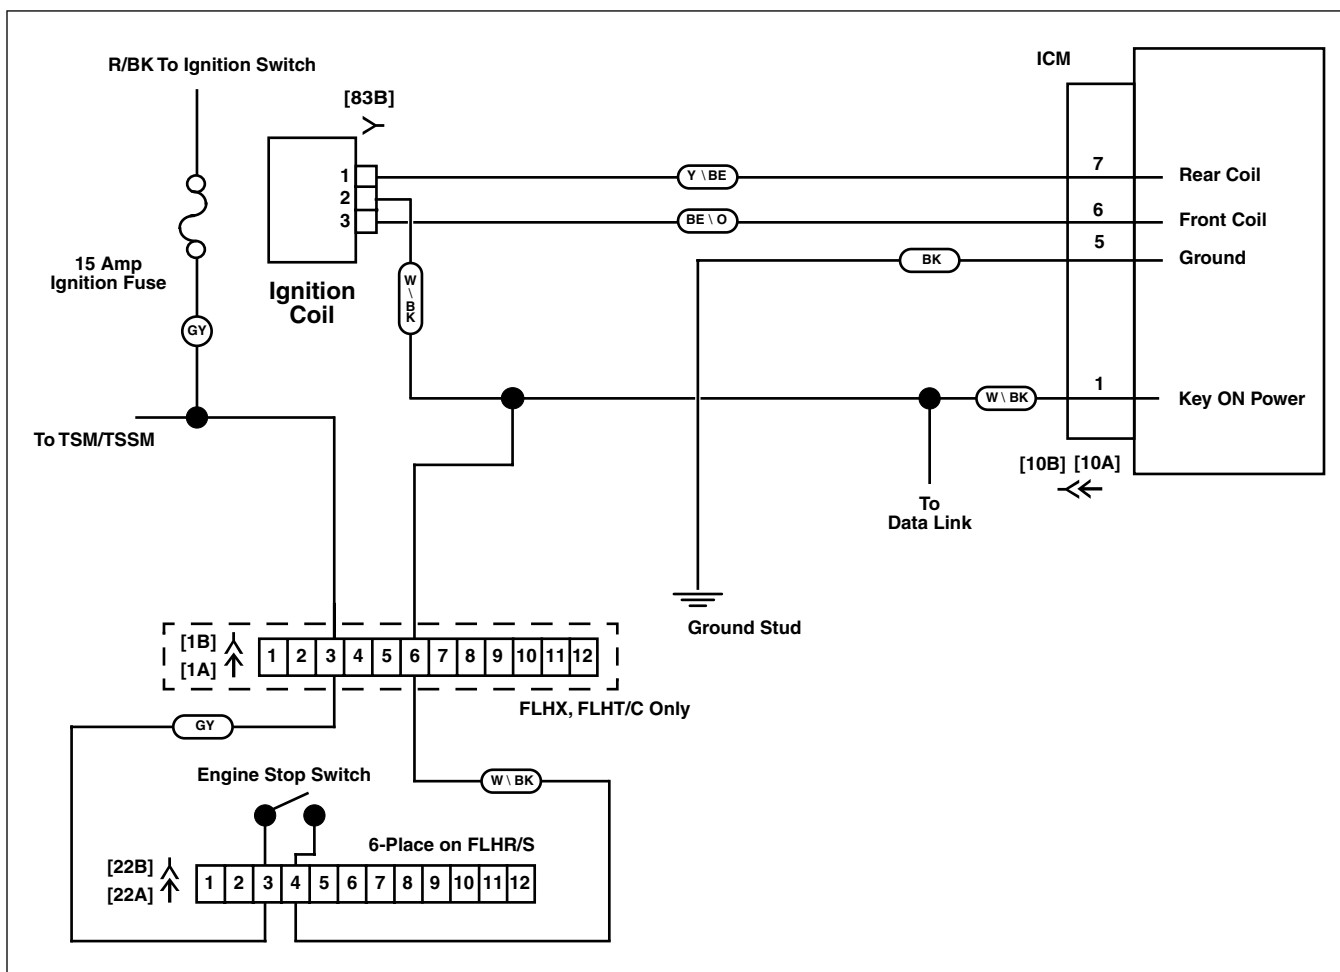 R/BK To Ignition Switch
ICM
[83B]
1
2
3
Y \ BE
7
Rear Coil
BE \ O
6
Front Coil
15 Amp
Ignition Fuse
Ignition
Coil
W \ BK
BK
5
Ground
GY
W \ BK
1
Key ON Power
To TSM/TSSM
[10B] [10A]
To
Data Link
Ground Stud
[1B]
[1A]
1 2 3 4 5 6 7 8 9 10 11 12
FLHX, FLHT/C Only
GY
Engine Stop Switch
W \ BK
6-Place on FLHR/S
[22B]
[22A]
1 2 3 4 5 6 7 8 9 10 11 12